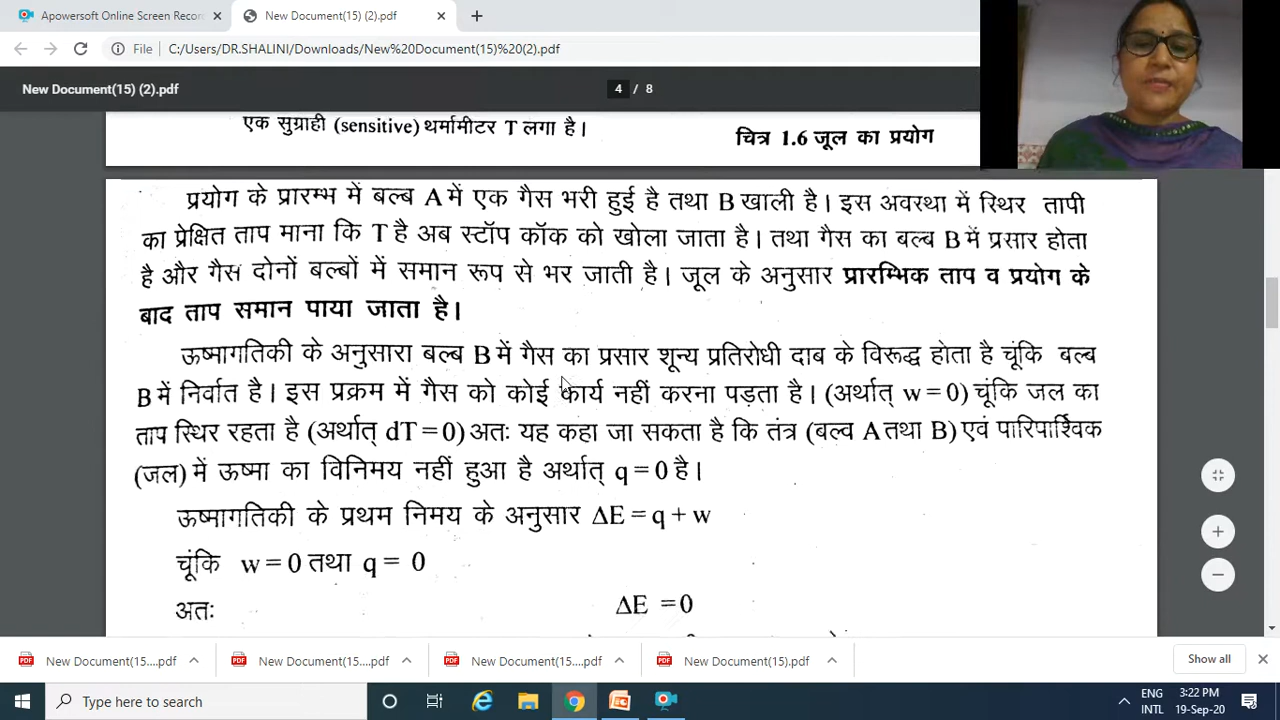 Apowersoft Online Screen Recor
New Document(15) (2).pdf
File
C:/Users/DR.SHALINI/Downloads/New%20Document(15)%20(2).pdf
New Document(15) (2).pdf
4 / 8
एक सुग्राही (sensitive) थर्मामीटर T लगा है।
चित्र 1.6 जूल का प्रयोग
प्रयोग के प्रारम्भ में बल्ब A में एक गैस भरी हुई है तथा B खाली है। इस अवस्था में स्थिर तापी
का प्रेक्षित ताप माना कि T है अब स्टॉप कॉक को खोला जाता है। तथा गैस का बल्ब B में प्रसार होता
है और गैस दोनों बल्बों में समान रूप से भर जाती है। जूल के अनुसार प्रारम्भिक ताप व प्रयोग के
बाद ताप समान पाया जाता है।
ऊष्मागतिकी के अनुसारा बल्ब B में गैस का प्रसार शून्य प्रतिरोधी दाब के विरूद्ध होता है चूंकि बल्ब
B में निर्वात है। इस प्रक्रम में गैस को कोई कार्य नहीं करना पड़ता है। (अर्थात् w = 0) चूंकि जल का
ताप स्थिर रहता है (अर्थात् dT = 0) अतः यह कहा जा सकता है कि तंत्र (बल्व A तथा B) एवं पारिपार्श्विक
(जल) में ऊष्मा का विनिमय नहीं हुआ है अर्थात् q = 0 है।
ऊष्मागतिकी के प्रथम निमय के अनुसार ΔE = q + w
चूंकि w = 0 तथा q = 0
अतः ΔE = 0
New Document(15....pdf
New Document(15....pdf
New Document(15....pdf
New Document(15).pdf
Show all
Type here to search
ENG
INTL
3:22 PM
19-Sep-20